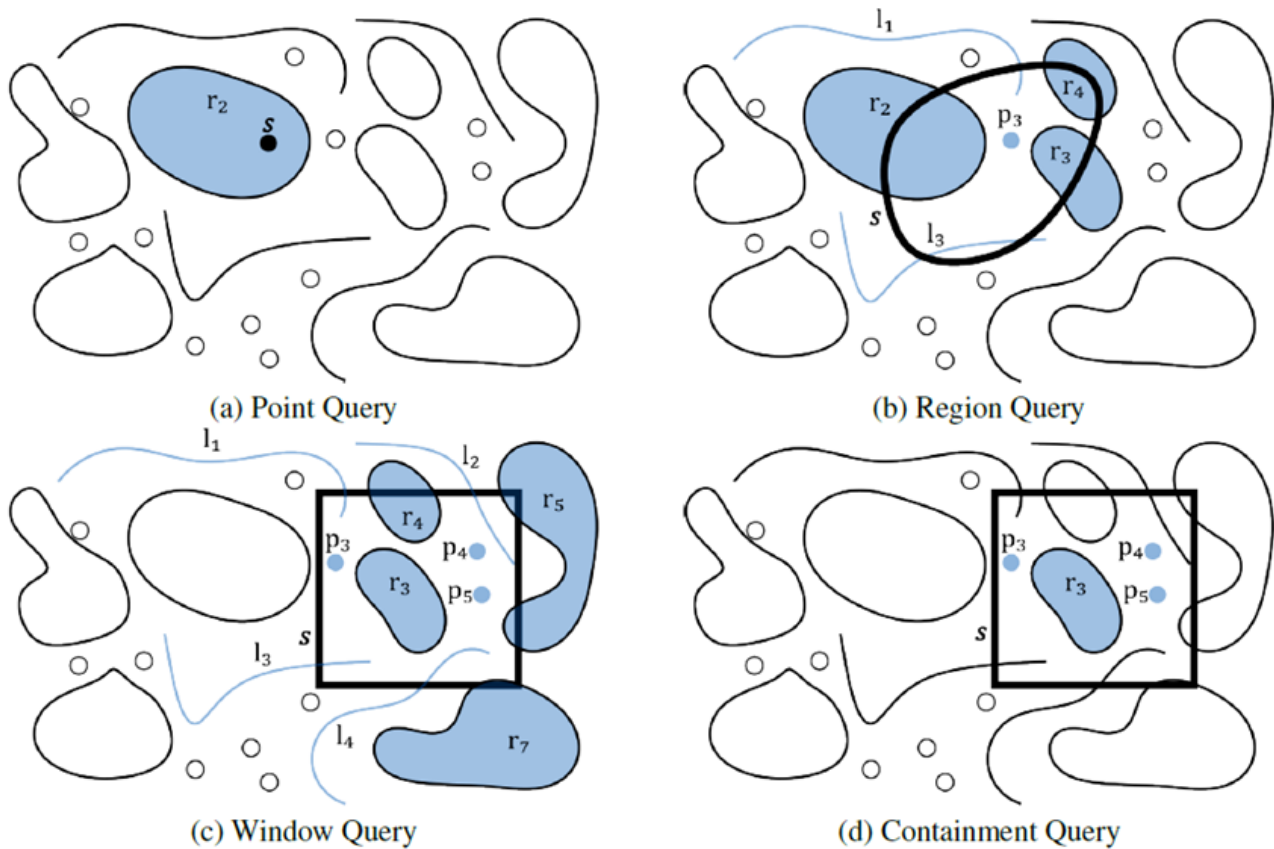 r₂
s
(a) Point Query
l₁
r₂
r₄
p₃
r₃
s
l₃
(b) Region Query
l₁
l₂
r₅
r₄
p₃
p₄
r₃
p₅
s
l₃
l₄
r₇
(c) Window Query
p₃
p₄
r₃
p₅
s
(d) Containment Query